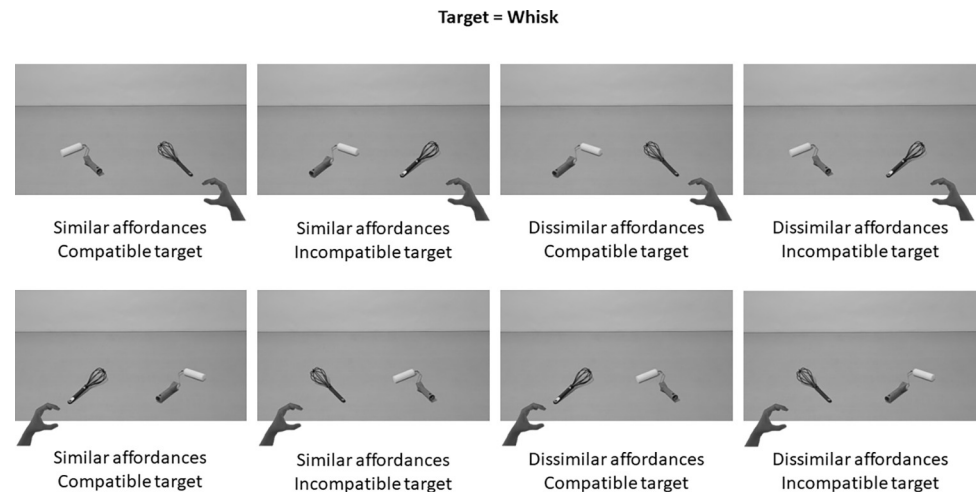 Target = Whisk
Similar affordances
Compatible target
Similar affordances
Incompatible target
Dissimilar affordances
Compatible target
Dissimilar affordances
Incompatible target
Similar affordances
Compatible target
Similar affordances
Incompatible target
Dissimilar affordances
Compatible target
Dissimilar affordances
Incompatible target